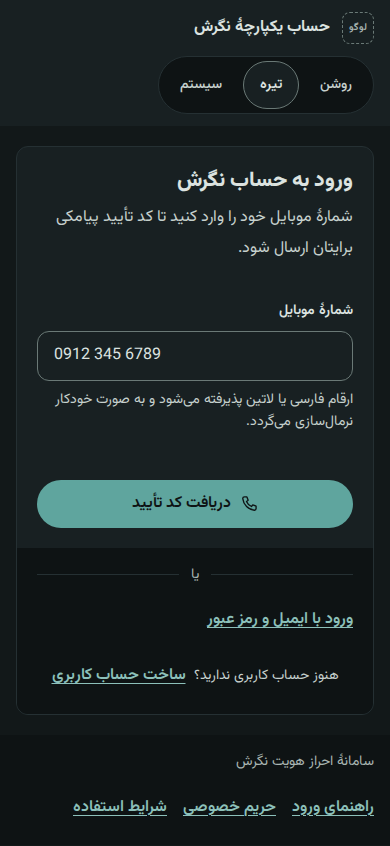 لوگو
حساب یکپارچهٔ نگرش
روشن
تیره
سیستم
ورود به حساب نگرش
شمارهٔ موبایل خود را وارد کنید تا کد تأیید پیامکی
برایتان ارسال شود.
شمارهٔ موبایل
0912 345 6789
ارقام فارسی یا لاتین پذیرفته می‌شود و به صورت خودکار
نرمال‌سازی می‌گردد.
دریافت کد تأیید
یا
ورود با ایمیل و رمز عبور
هنوز حساب کاربری ندارید؟ ساخت حساب کاربری
سامانهٔ احراز هویت نگرش
راهنمای ورود
حریم خصوصی
شرایط استفاده